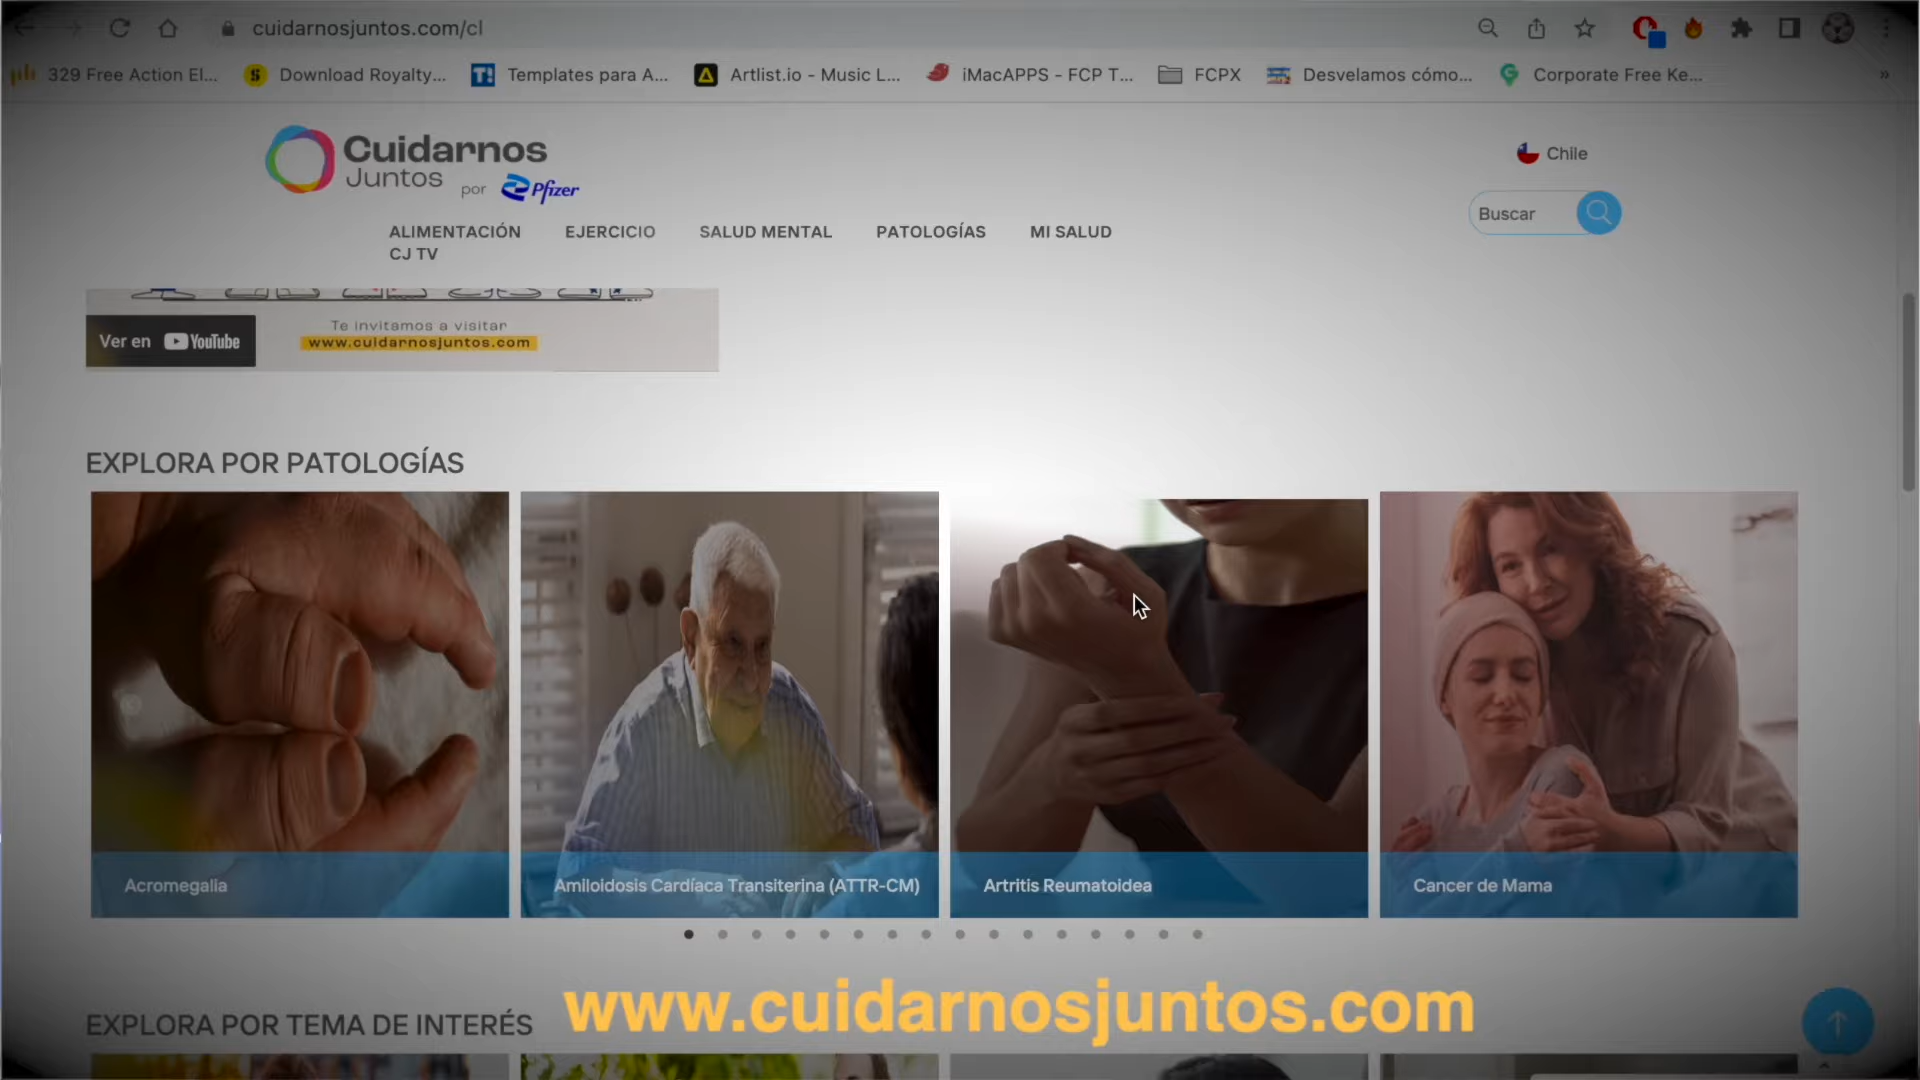 cuidarnosjuntos.com/cl
329 Free Action El... Download Royalty... Templates para A... Artlist.io - Music L... iMacAPPS - FCP T... FCPX Desvelamos cómo... Corporate Free Ke... »
Cuidarnos
Juntos por Pfizer
Chile
Buscar
ALIMENTACIÓN EJERCICIO SALUD MENTAL PATOLOGÍAS MI SALUD
CJ TV
Te invitamos a visitar
Ver en YouTube
www.cuidarnosjuntos.com
EXPLORA POR PATOLOGÍAS
Acromegalia
Amiloidosis Cardíaca Transiterina (ATTR-CM)
Artritis Reumatoidea
Cancer de Mama
EXPLORA POR TEMA DE INTERÉS
www.cuidarnosjuntos.com